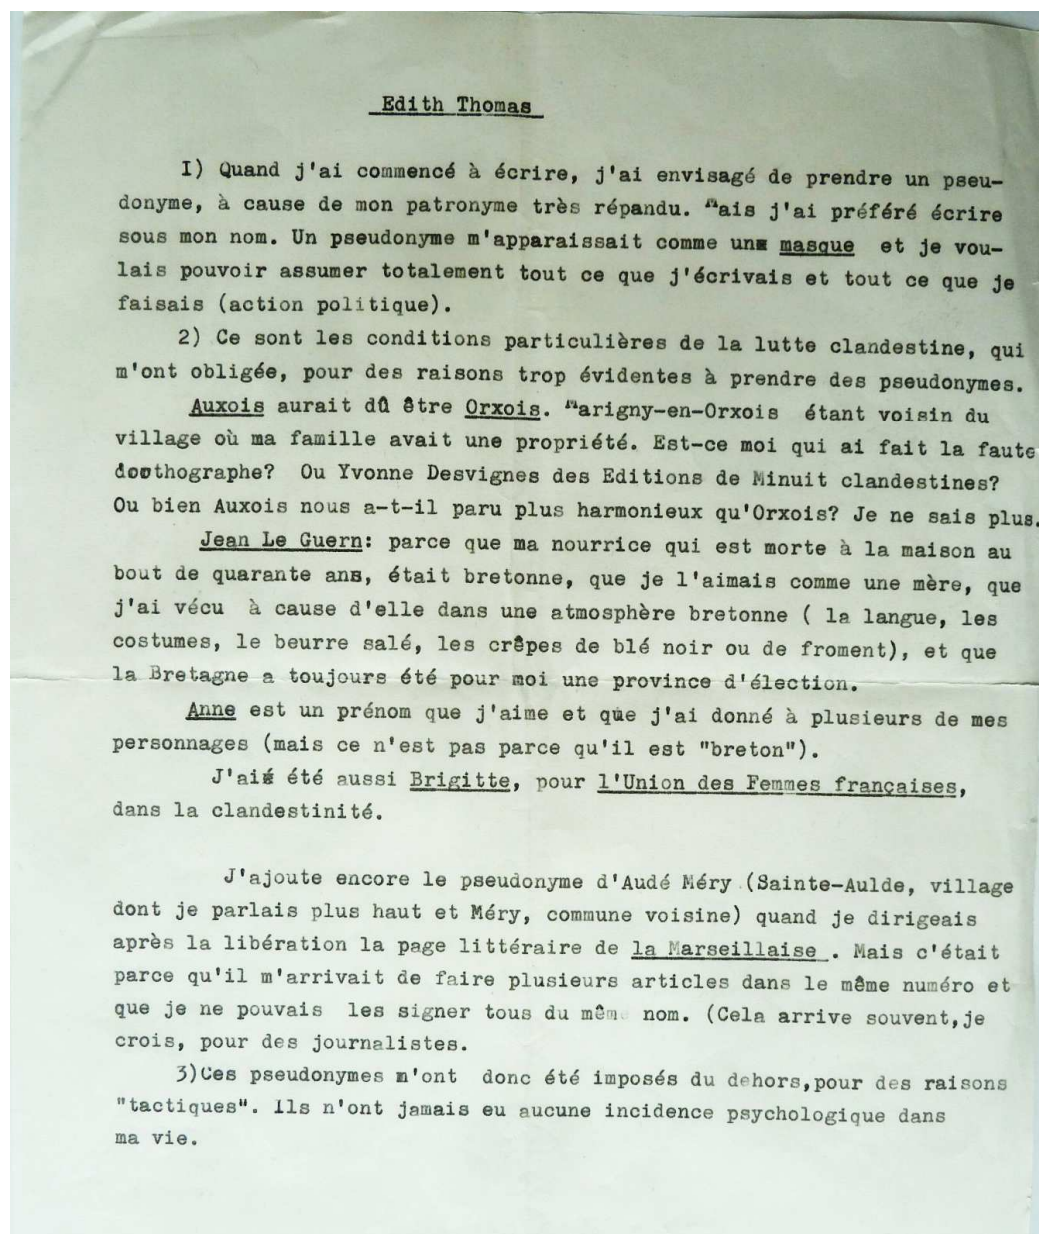 Edith Thomas
I) Quand j'ai commencé à écrire, j'ai envisagé de prendre un pseu-
donyme, à cause de mon patronyme très répandu. Mais j'ai préféré écrire
sous mon nom. Un pseudonyme m'apparaissait comme un masque et je vou-
lais pouvoir assumer totalement tout ce que j'écrivais et tout ce que je
faisais (action politique).
2) Ce sont les conditions particulières de la lutte clandestine, qui
m'ont obligée, pour des raisons trop évidentes à prendre des pseudonymes.
Auxois aurait dû être Orxois. Marigny-en-Orxois étant voisin du
village où ma famille avait une propriété. Est-ce moi qui ai fait la faute
d'orthographe? Ou Yvonne Desvignes des Editions de Minuit clandestines?
Ou bien Auxois nous a-t-il paru plus harmonieux qu'Orxois? Je ne sais plus.
Jean Le Guern: parce que ma nourrice qui est morte à la maison au
bout de quarante ans, était bretonne, que je l'aimais comme une mère, que
j'ai vécu à cause d'elle dans une atmosphère bretonne ( la langue, les
costumes, le beurre salé, les crêpes de blé noir ou de froment), et que
la Bretagne a toujours été pour moi une province d'élection.
Anne est un prénom que j'aime et que j'ai donné à plusieurs de mes
personnages (mais ce n'est pas parce qu'il est "breton").
J'ai été aussi Brigitte, pour l'Union des Femmes françaises,
dans la clandestinité.
J'ajoute encore le pseudonyme d'Audé Méry (Sainte-Aulde, village
dont je parlais plus haut et Méry, commune voisine) quand je dirigeais
après la libération la page littéraire de la Marseillaise . Mais c'était
parce qu'il m'arrivait de faire plusieurs articles dans le même numéro et
que je ne pouvais les signer tous du même nom. (Cela arrive souvent,je
crois, pour des journalistes.
3)Ces pseudonymes m'ont donc été imposés du dehors,pour des raisons
"tactiques". Ils n'ont jamais eu aucune incidence psychologique dans
ma vie.